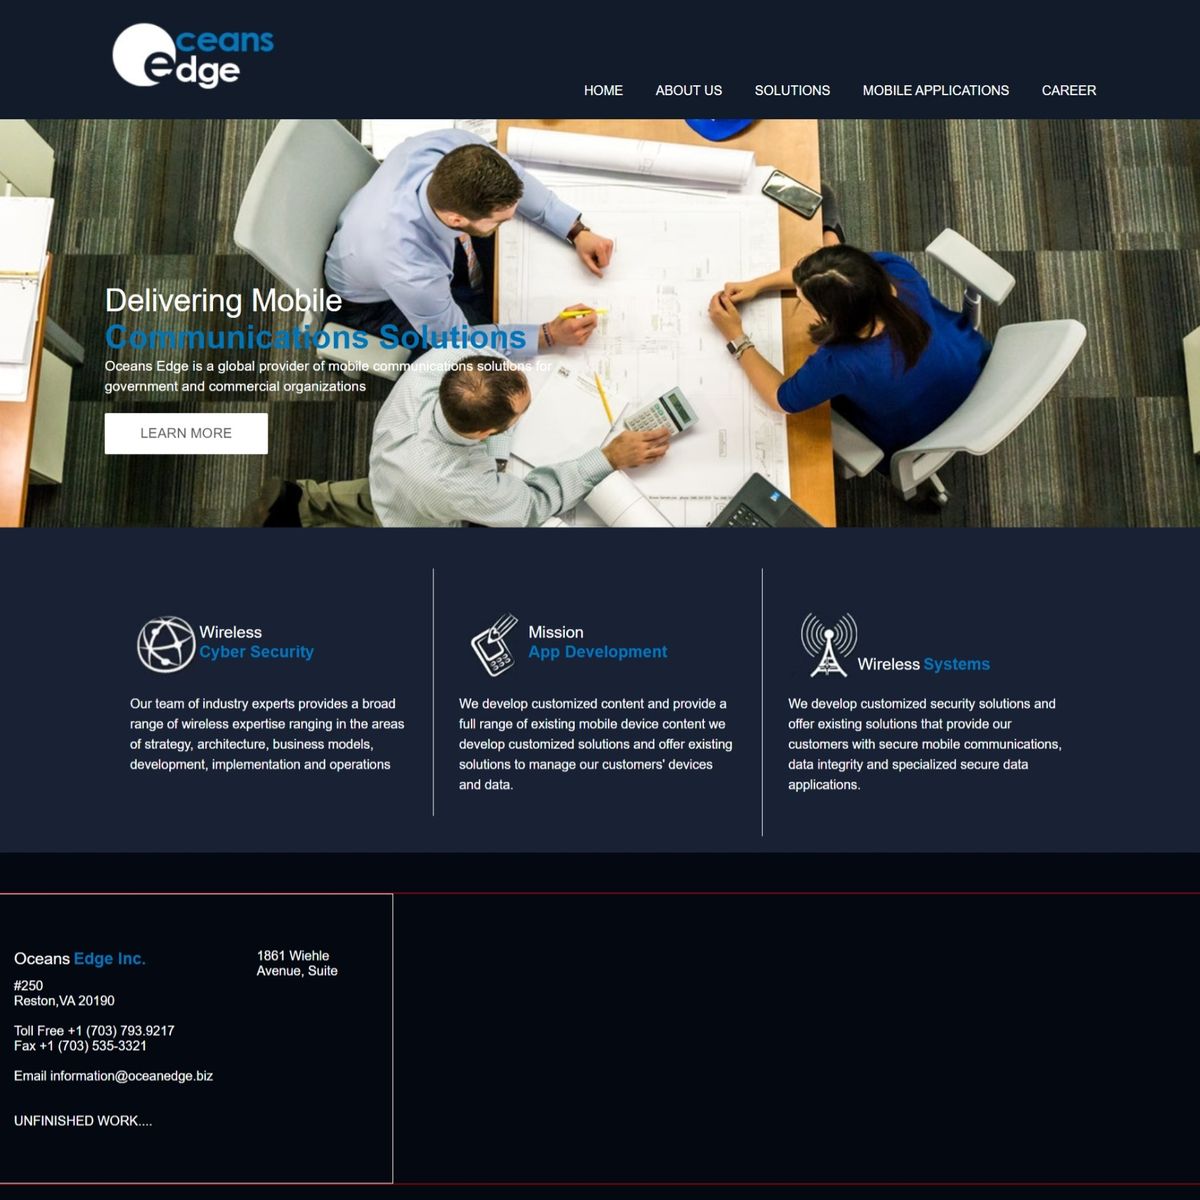 Oceans
edge
HOME ABOUT US SOLUTIONS MOBILE APPLICATIONS CAREER
Delivering Mobile
Communications Solutions
Oceans Edge is a global provider of mobile communications solutions for
government and commercial organizations
LEARN MORE
Wireless
Cyber Security
Our team of industry experts provides a broad
range of wireless expertise ranging in the areas
of strategy, architecture, business models,
development, implementation and operations
Mission
App Development
We develop customized content and provide a
full range of existing mobile device content we
develop customized solutions and offer existing
solutions to manage our customers' devices
and data.
Wireless Systems
We develop customized security solutions and
offer existing solutions that provide our
customers with secure mobile communications,
data integrity and specialized secure data
applications.
Oceans Edge Inc.
1861 Wiehle
Avenue, Suite
#250
Reston,VA 20190
Toll Free +1 (703) 793.9217
Fax +1 (703) 535-3321
Email information@oceanedge.biz
UNFINISHED WORK....